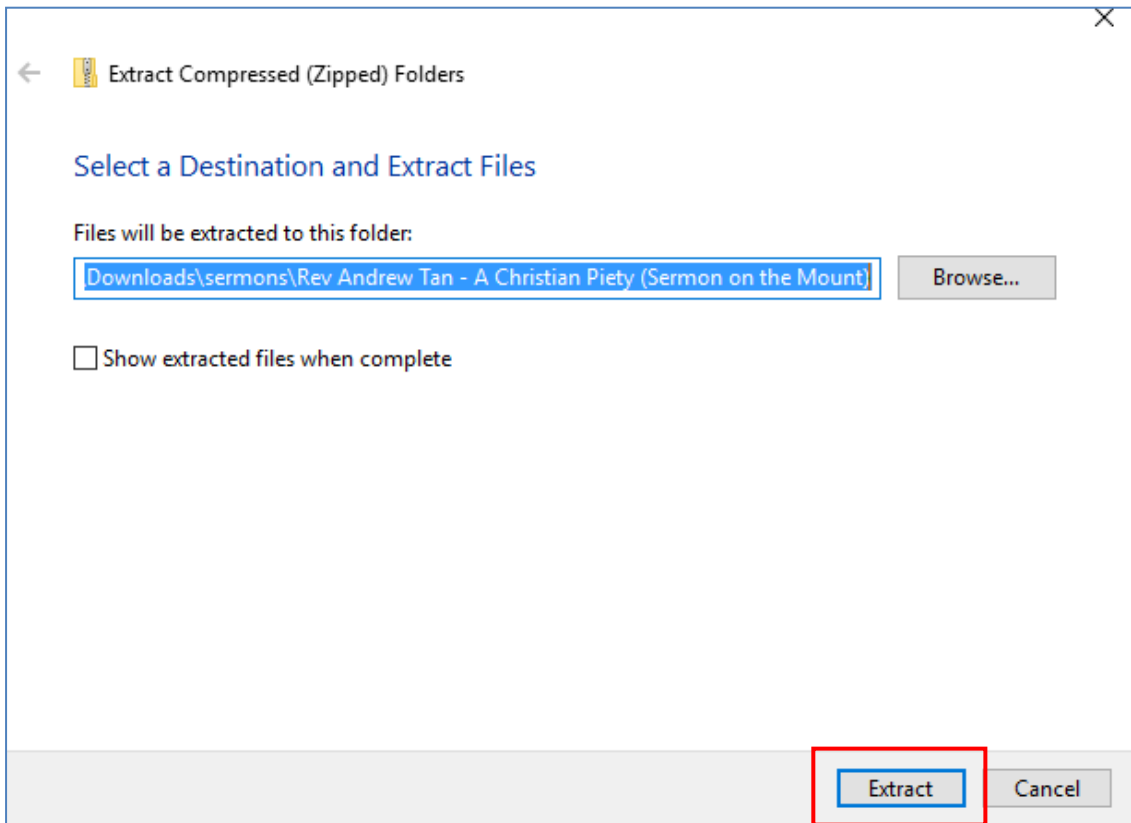 Extract Compressed (Zipped) Folders
Select a Destination and Extract Files
Files will be extracted to this folder:
Downloads\sermons\Rev Andrew Tan - A Christian Piety (Sermon on the Mount)
Browse...
Show extracted files when complete
Extract
Cancel